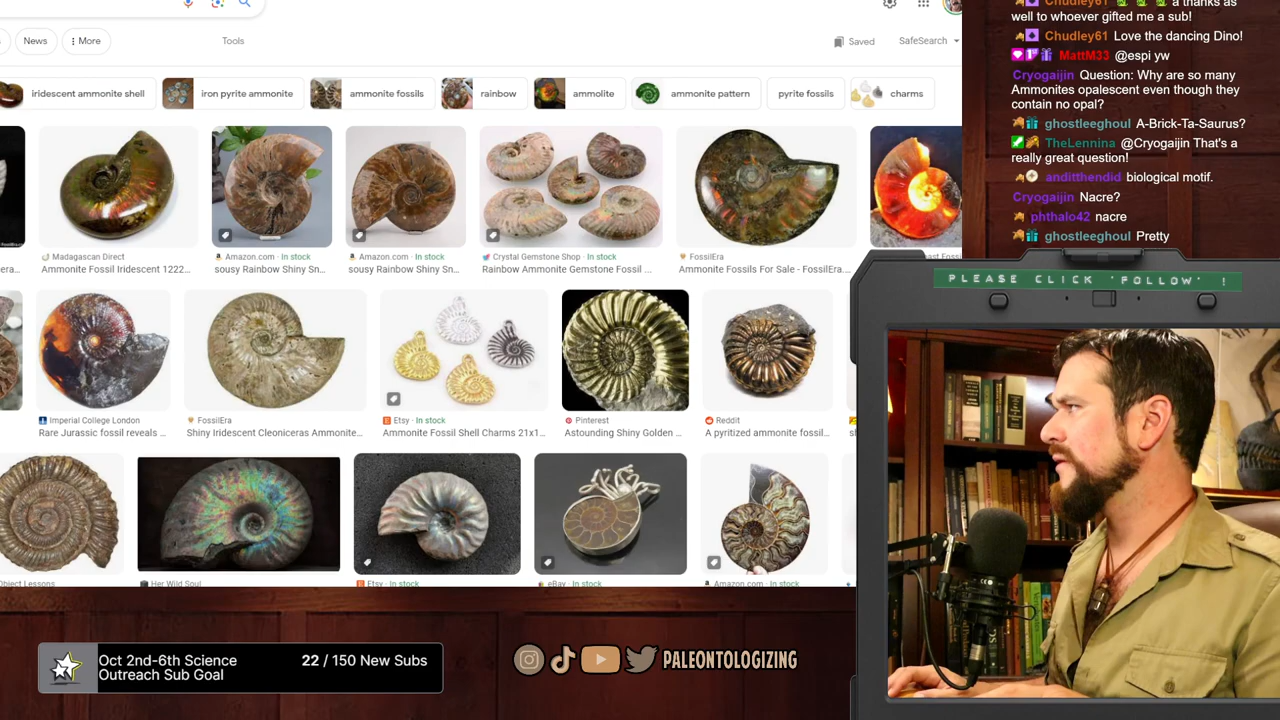 News
More
Tools
Saved
SafeSearch
iridescent ammonite shell
iron pyrite ammonite
ammonite fossils
rainbow
ammolite
ammonite pattern
pyrite fossils
charms
Madagascan Direct
Ammonite Fossil Iridescent 1222...
Amazon.com · In stock
sousy Rainbow Shiny Sn...
Amazon.com · In stock
sousy Rainbow Shiny Sn...
Crystal Gemstone Shop · In stock
Rainbow Ammonite Gemstone Fossil ...
FossilEra
Ammonite Fossils For Sale - FossilEra...
Imperial College London
Rare Jurassic fossil reveals ...
FossilEra
Shiny Iridescent Cleoniceras Ammonite...
Etsy · In stock
Ammonite Fossil Shell Charms 21x1...
Pinterest
Astounding Shiny Golden ...
Reddit
A pyritized ammonite fossil...
Object Lessons
Her Wild Soul
Etsy · In stock
eBay · In stock
Amazon.com · In stock
Chudley61 a thanks as
well to whoever gifted me a sub!
Chudley61 Love the dancing Dino!
MattM33 @espi yw
Cryogaijin Question: Why are so many
Ammonites opalescent even though they
contain no opal?
ghostleeghoul A-Brick-Ta-Saurus?
TheLennina @Cryogaijin That's a
really great question!
anditthendid biological motif.
Cryogaijin Nacre?
phthalo42 nacre
ghostleeghoul Pretty
PLEASE CLICK 'FOLLOW' !
Oct 2nd-6th Science
Outreach Sub Goal
22 / 150 New Subs
PALEONTOLOGIZING